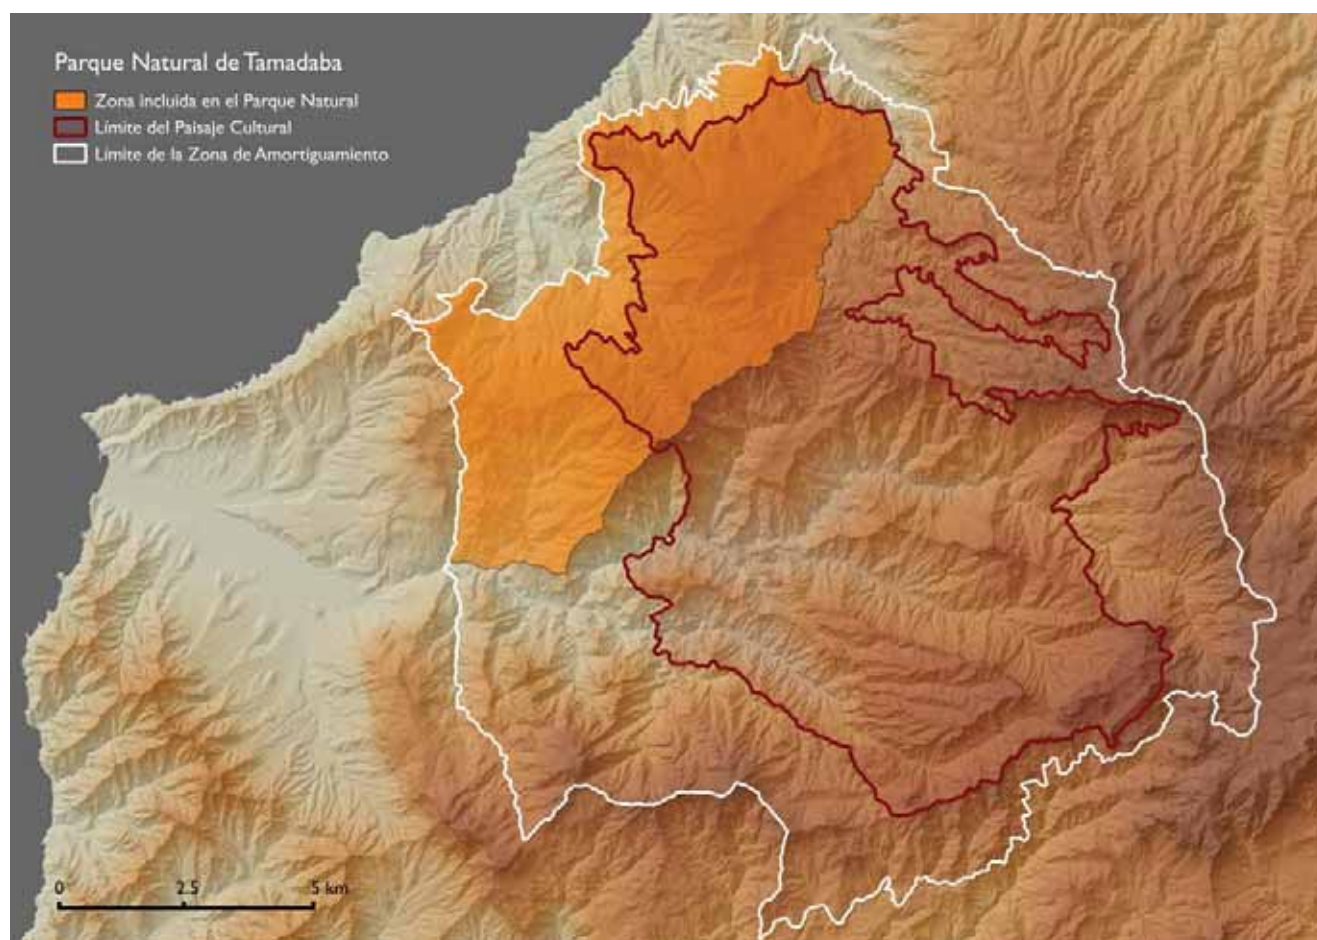 Parque Natural de Tamadaba
Zona incluida en el Parque Natural
Límite del Paisaje Cultural
Límite de la Zona de Amortiguamiento
0 2.5 5 km